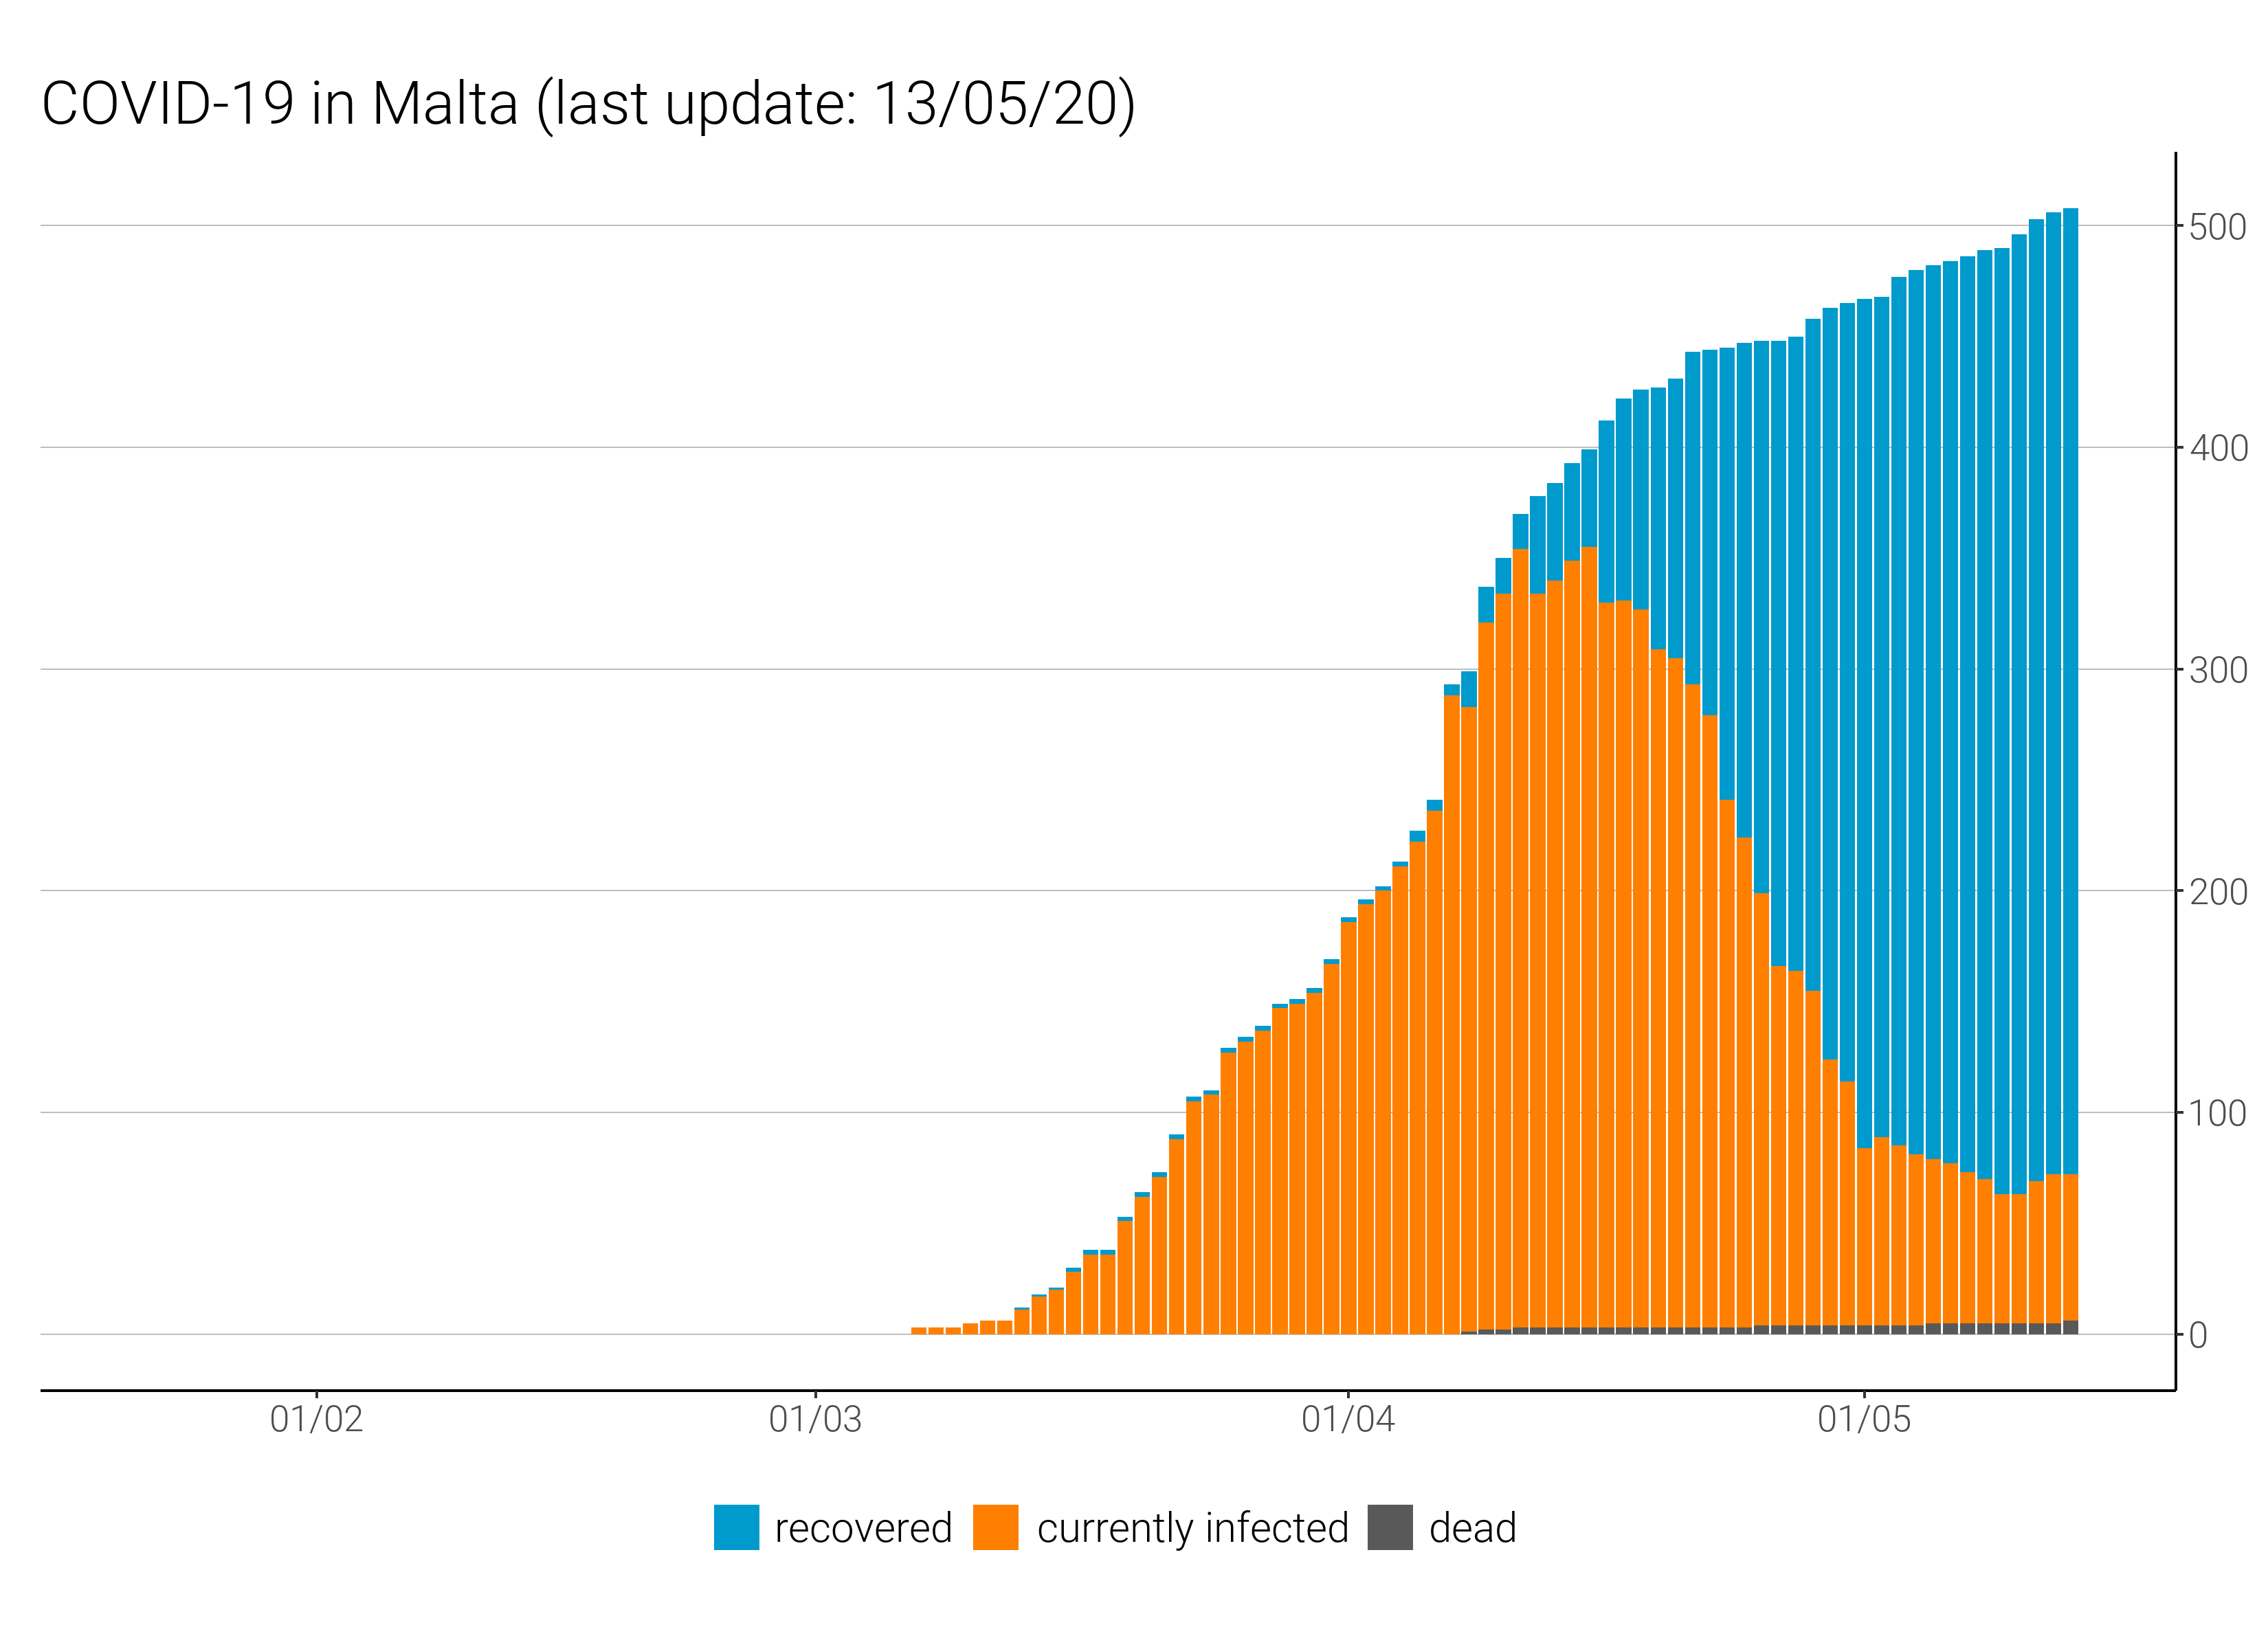 COVID-19 in Malta (last update: 13/05/20)
500
400
300
200
100
0
01/02 01/03 01/04 01/05
recovered currently infected dead